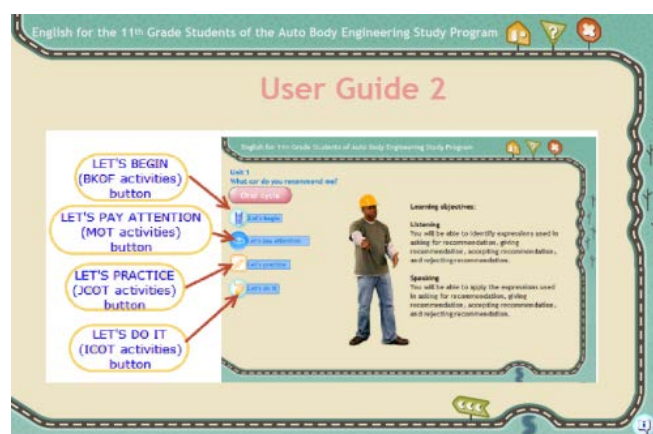 English for the 11th Grade Students of the Auto Body Engineering Study Program
User Guide 2
LET'S BEGIN
(BKOF activities)
button
LET'S PAY ATTENTION
(MOT activities)
button
LET'S PRACTICE
(JCOT activities)
button
LET'S DO IT
(ICOT activities)
button
English for 11th Grade Students of Auto Body Engineering Study Program
Unit 1
What car do you recommend me?
Oral cycle
Let's begin
Let's pay attention
Let's practice
Let's do it
Learning objectives:
Listening
You will be able to identify expressions used in
asking for recommendation, giving
recommendation, accepting recommendation,
and rejecting recommendation.
Speaking
You will be able to apply the expressions used
in asking for recommendation, giving
recommendation, accepting recommendation,
and rejecting recommendation.